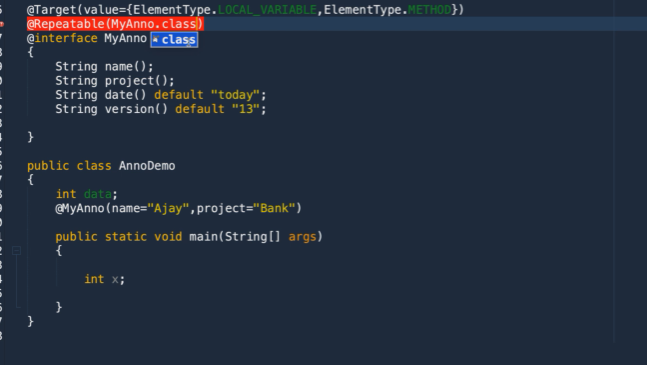 @Target(value={ElementType.LOCAL_VARIABLE,ElementType.METHOD})
@Repeatable(MyAnno.class)
@interface MyAnno
class
{
String name();
String project();
String date() default "today";
String version() default "13";
}
public class AnnoDemo
{
int data;
@MyAnno(name="Ajay",project="Bank")
public static void main(String[] args)
{
int x;
}
}